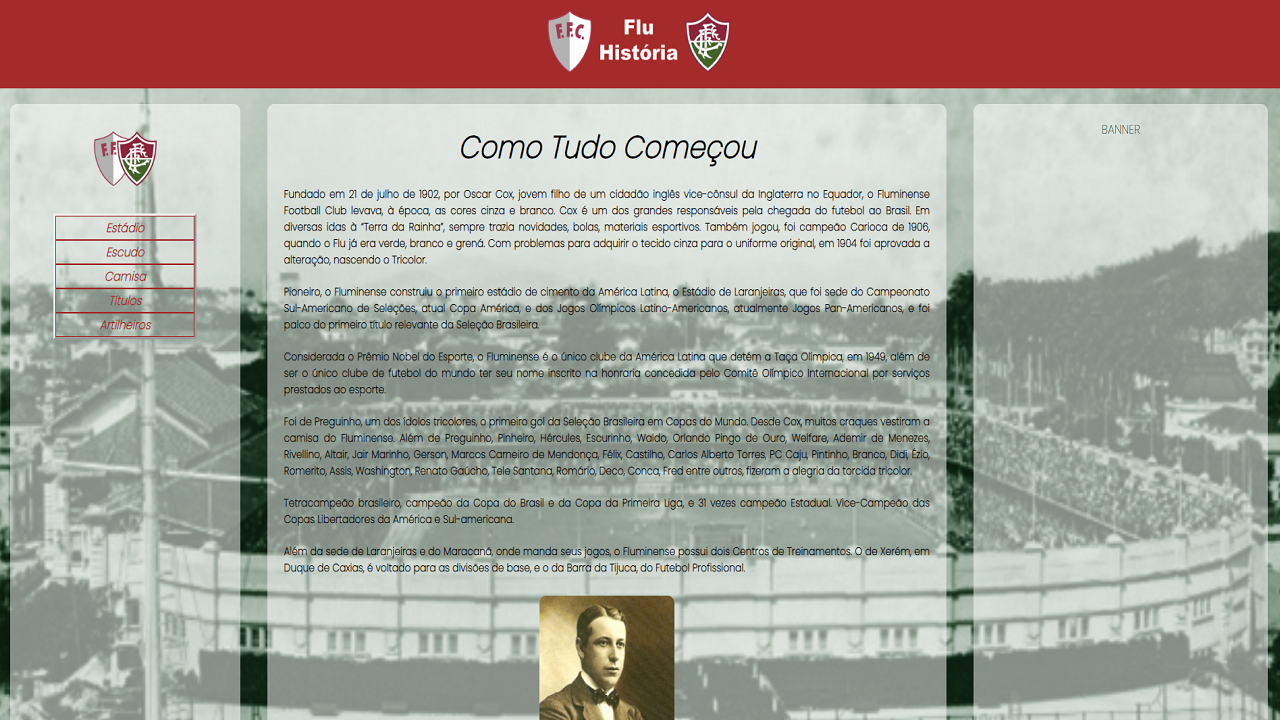 F.F.C.
Flu
História
FFC
F.F.
FFC
Estádio
Escudo
Camisa
Títulos
Artilheiros
Como Tudo Começou
Fundado em 21 de julho de 1902, por Oscar Cox, jovem filho de um cidadão inglês vice-cônsul da Inglaterra no Equador, o Fluminense
Football Club levava, à época, as cores cinza e branco. Cox é um dos grandes responsáveis pela chegada do futebol ao Brasil. Em
diversas idas à "Terra da Rainha", sempre trazia novidades, bolas, materiais esportivos. Também jogou, foi campeão Carioca de 1906,
quando o Flu já era verde, branco e grená. Com problemas para adquirir o tecido cinza para o uniforme original, em 1904 foi aprovada a
alteração, nascendo o Tricolor.
Pioneiro, o Fluminense construiu o primeiro estádio de cimento da América Latina, o Estádio de Laranjeiras, que foi sede do Campeonato
Sul-Americano de Seleções, atual Copa América, e dos Jogos Olímpicos Latino-Americanos, atualmente Jogos Pan-Americanos, e foi
palco do primeiro título relevante da Seleção Brasileira.
Considerada o Prêmio Nobel do Esporte, o Fluminense é o único clube da América Latina que detém a Taça Olímpica, em 1949, além de
ser o único clube de futebol do mundo ter seu nome inscrito na honraria concedida pelo Comitê Olímpico Internacional por serviços
prestados ao esporte.
Foi de Preguinho, um dos ídolos tricolores, o primeiro gol da Seleção Brasileira em Copas do Mundo. Desde Cox, muitos craques vestiram a
camisa do Fluminense. Além de Preguinho, Pinheiro, Hércules, Escurinho, Waldo, Orlando Pingo de Ouro, Welfare, Ademir de Menezes,
Rivellino, Altair, Jair Marinho, Gerson, Marcos Carneiro de Mendonça, Félix, Castilho, Carlos Alberto Torres, PC Caju, Pintinho, Branco, Didi, Ézio,
Romerito, Assis, Washington, Renato Gaúcho, Tele Santana, Romário, Deco, Conca, Fred entre outros, fizeram a alegria da torcida tricolor.
Tetracampeão brasileiro, campeão da Copa do Brasil e da Copa da Primeira Liga, e 31 vezes campeão Estadual. Vice-Campeão das
Copas Libertadores da América e Sul-americana.
Além da sede de Laranjeiras e do Maracanã, onde manda seus jogos, o Fluminense possui dois Centros de Treinamentos. O de Xerém, em
Duque de Caxias, é voltado para as divisões de base, e o da Barra da Tijuca, do Futebol Profissional.
BANNER